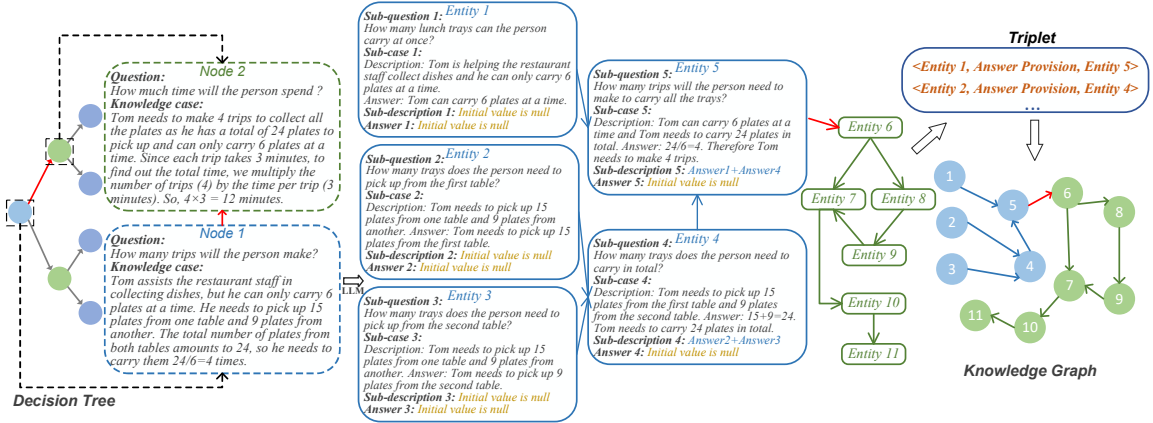 Node 2
Question:
How much time will the person spend ?
Knowledge case:
Tom needs to make 4 trips to collect all
the plates as he has a total of 24 plates to
pick up and can only carry 6 plates at a
time. Since each trip takes 3 minutes, to
find out the total time, we multiply the
number of trips (4) by the time per trip (3
minutes). So, 4×3 = 12 minutes.
Node 1
Question:
How many trips will the person make?
Knowledge case:
Tom assists the restaurant staff in
collecting dishes, but he can only carry 6
plates at a time. He needs to pick up 15
plates from one table and 9 plates from
another. The total number of plates from
both tables amounts to 24, so he needs to
carry them 24/6=4 times.
Decision Tree
LLM
Entity 1
Sub-question 1:
How many lunch trays can the person
carry at once?
Sub-case 1:
Description: Tom is helping the restaurant
staff collect dishes and he can only carry 6
plates at a time.
Answer: Tom can carry 6 plates at a time.
Sub-description 1: Initial value is null
Answer 1: Initial value is null
Entity 2
Sub-question 2:
How many trays does the person need to
pick up from the first table?
Sub-case 2:
Description: Tom needs to pick up 15
plates from one table and 9 plates from
another. Answer: Tom needs to pick up 15
plates from the first table.
Sub-description 2: Initial value is null
Answer 2: Initial value is null
Entity 3
Sub-question 3:
How many trays does the person need to
pick up from the second table?
Sub-case 3:
Description: Tom needs to pick up 15
plates from one table and 9 plates from
another. Answer: Tom needs to pick up 9
plates from the second table.
Sub-description 3: Initial value is null
Answer 3: Initial value is null
Entity 5
Sub-question 5:
How many trips will the person need to
make to carry all the trays?
Sub-case 5:
Description: Tom can carry 6 plates at a
time and Tom needs to carry 24 plates in
total. Answer: 24/6=4. Therefore Tom
needs to make 4 trips.
Sub-description 5: Answer1+Answer4
Answer 5: Initial value is null
Entity 4
Sub-question 4:
How many trays does the person need to
carry in total?
Sub-case 4:
Description: Tom needs to pick up 15
plates from the first table and 9 plates
from the second table. Answer: 15+9=24.
Tom needs to carry 24 plates in total.
Sub-description 4: Answer2+Answer3
Answer 4: Initial value is null
Entity 6
Entity 7
Entity 8
Entity 9
Entity 10
Entity 11
Triplet
<Entity 1, Answer Provision, Entity 5>
<Entity 2, Answer Provision, Entity 4>
...
1
2
3
4
5
6
7
8
9
10
11
Knowledge Graph